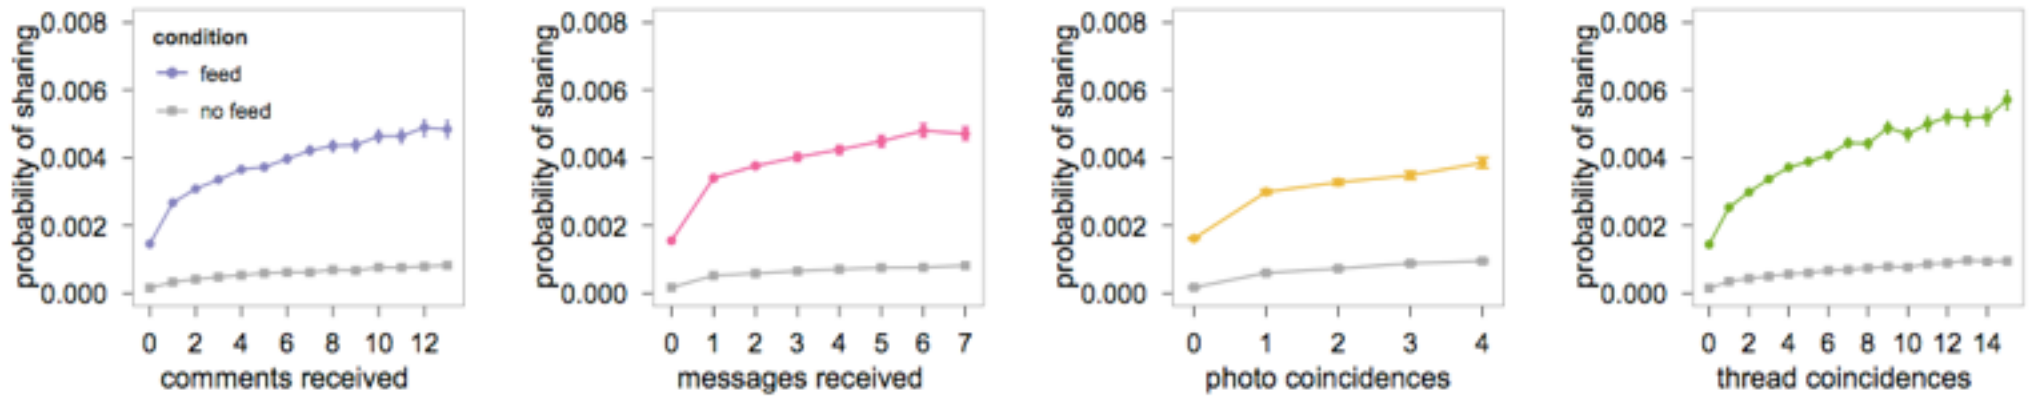 probability of sharing
0.008
0.006
0.004
0.002
0.000
condition
feed
no feed
0 2 4 6 8 10 12
comments received
probability of sharing
0.008
0.006
0.004
0.002
0.000
0 1 2 3 4 5 6 7
messages received
probability of sharing
0.008
0.006
0.004
0.002
0.000
0 1 2 3 4
photo coincidences
probability of sharing
0.008
0.006
0.004
0.002
0.000
0 2 4 6 8 10 12 14
thread coincidences